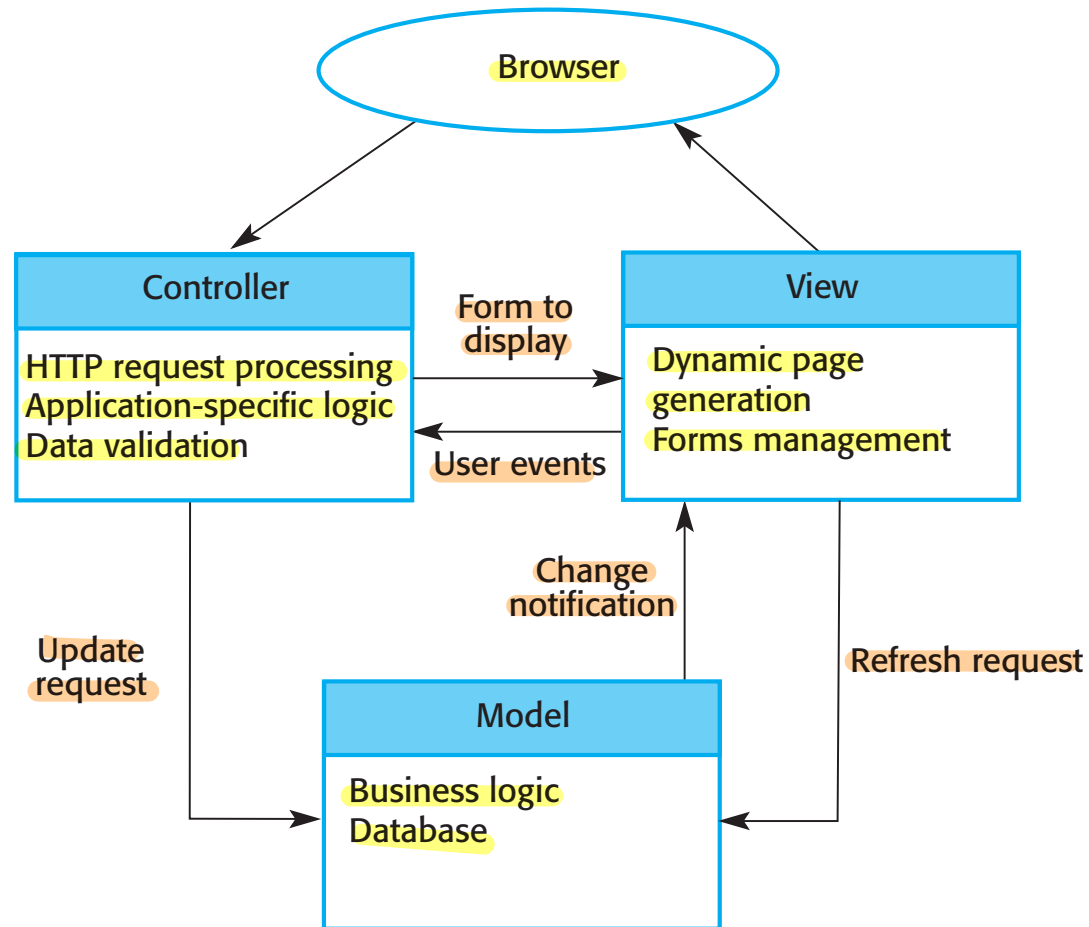 Browser
Controller
HTTP request processing
Application-specific logic
Data validation
Form to
display
User events
View
Dynamic page
generation
Forms management
Update
request
Change
notification
Refresh request
Model
Business logic
Database